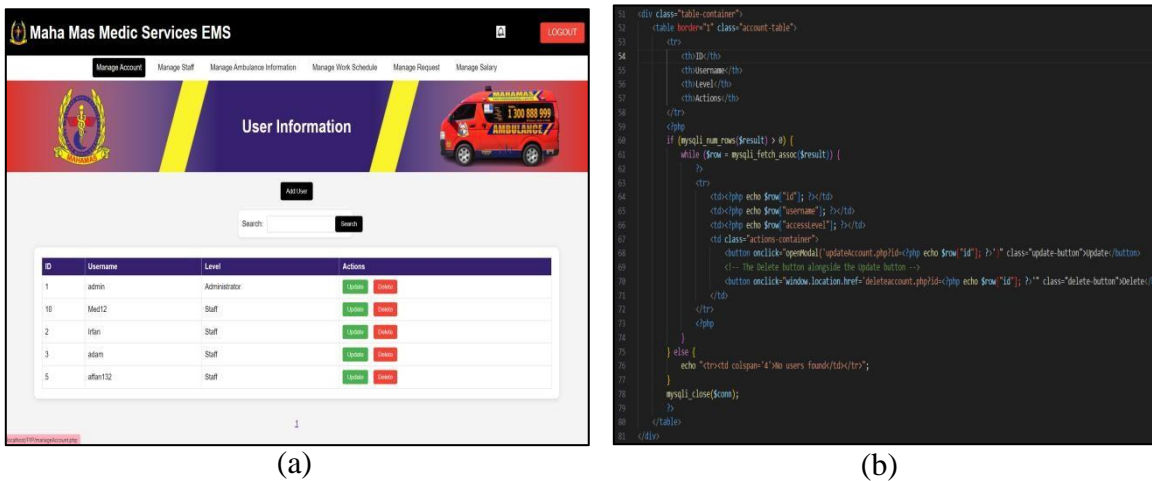 Maha Mas Medic Services EMS
LOGOUT
Manage Account Manage Staff Manage Ambulance Information Manage Work Schedule Manage Request Manage Salary
MAHAMAS
User Information
MAHAMAS
1 300 888 999
AMBULANCE
Add User
Search: Search
ID Username Level Actions
1 admin Administrator Update Delete
10 Med12 Staff Update Delete
2 Irfan Staff Update Delete
3 adam Staff Update Delete
5 affan132 Staff Update Delete
1
(a)
51 <div class="table-container">
52 <table border="1" class="account-table">
53 <tr>
54 <th>ID</th>
55 <th>Username</th>
56 <th>Level</th>
57 <th>Actions</th>
58 </tr>
59 <?php
60 if (mysqli_num_rows($result) > 0) {
61 while ($row = mysqli_fetch_assoc($result)) {
62 ?>
63 <tr>
64 <td><?php echo $row["id"]; ?></td>
65 <td><?php echo $row["username"]; ?></td>
66 <td><?php echo $row["accessLevel"]; ?></td>
67 <td class="actions-container">
68 <button onclick="openModal('updateAccount.php?id=<?php echo $row["id"]; ?>')" class="update-button">Update</button>
69 <!-- The Delete button alongside the Update button -->
70 <button onclick="window.location.href='deleteaccount.php?id=<?php echo $row["id"]; ?>'" class="delete-button">Delete</
71 </td>
72 </tr>
73 <?php
74 }
75 } else {
76 echo "<tr><td colspan='4'>No users found</td></tr>";
77 }
78 mysqli_close($conn);
79 ?>
80 </table>
81 </div>
(b)